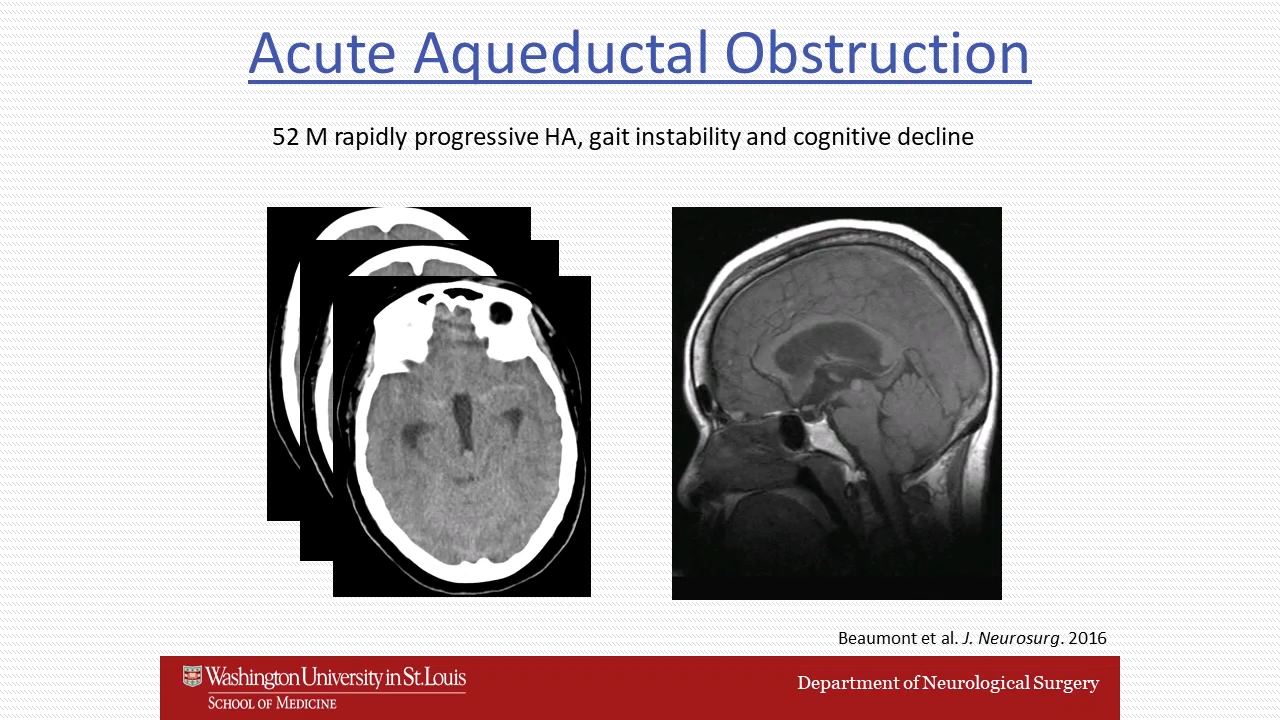 Acute Aqueductal Obstruction
52 M rapidly progressive HA, gait instability and cognitive decline
Beaumont et al. J. Neurosurg. 2016
Washington University in St. Louis
SCHOOL OF MEDICINE
Department of Neurological Surgery